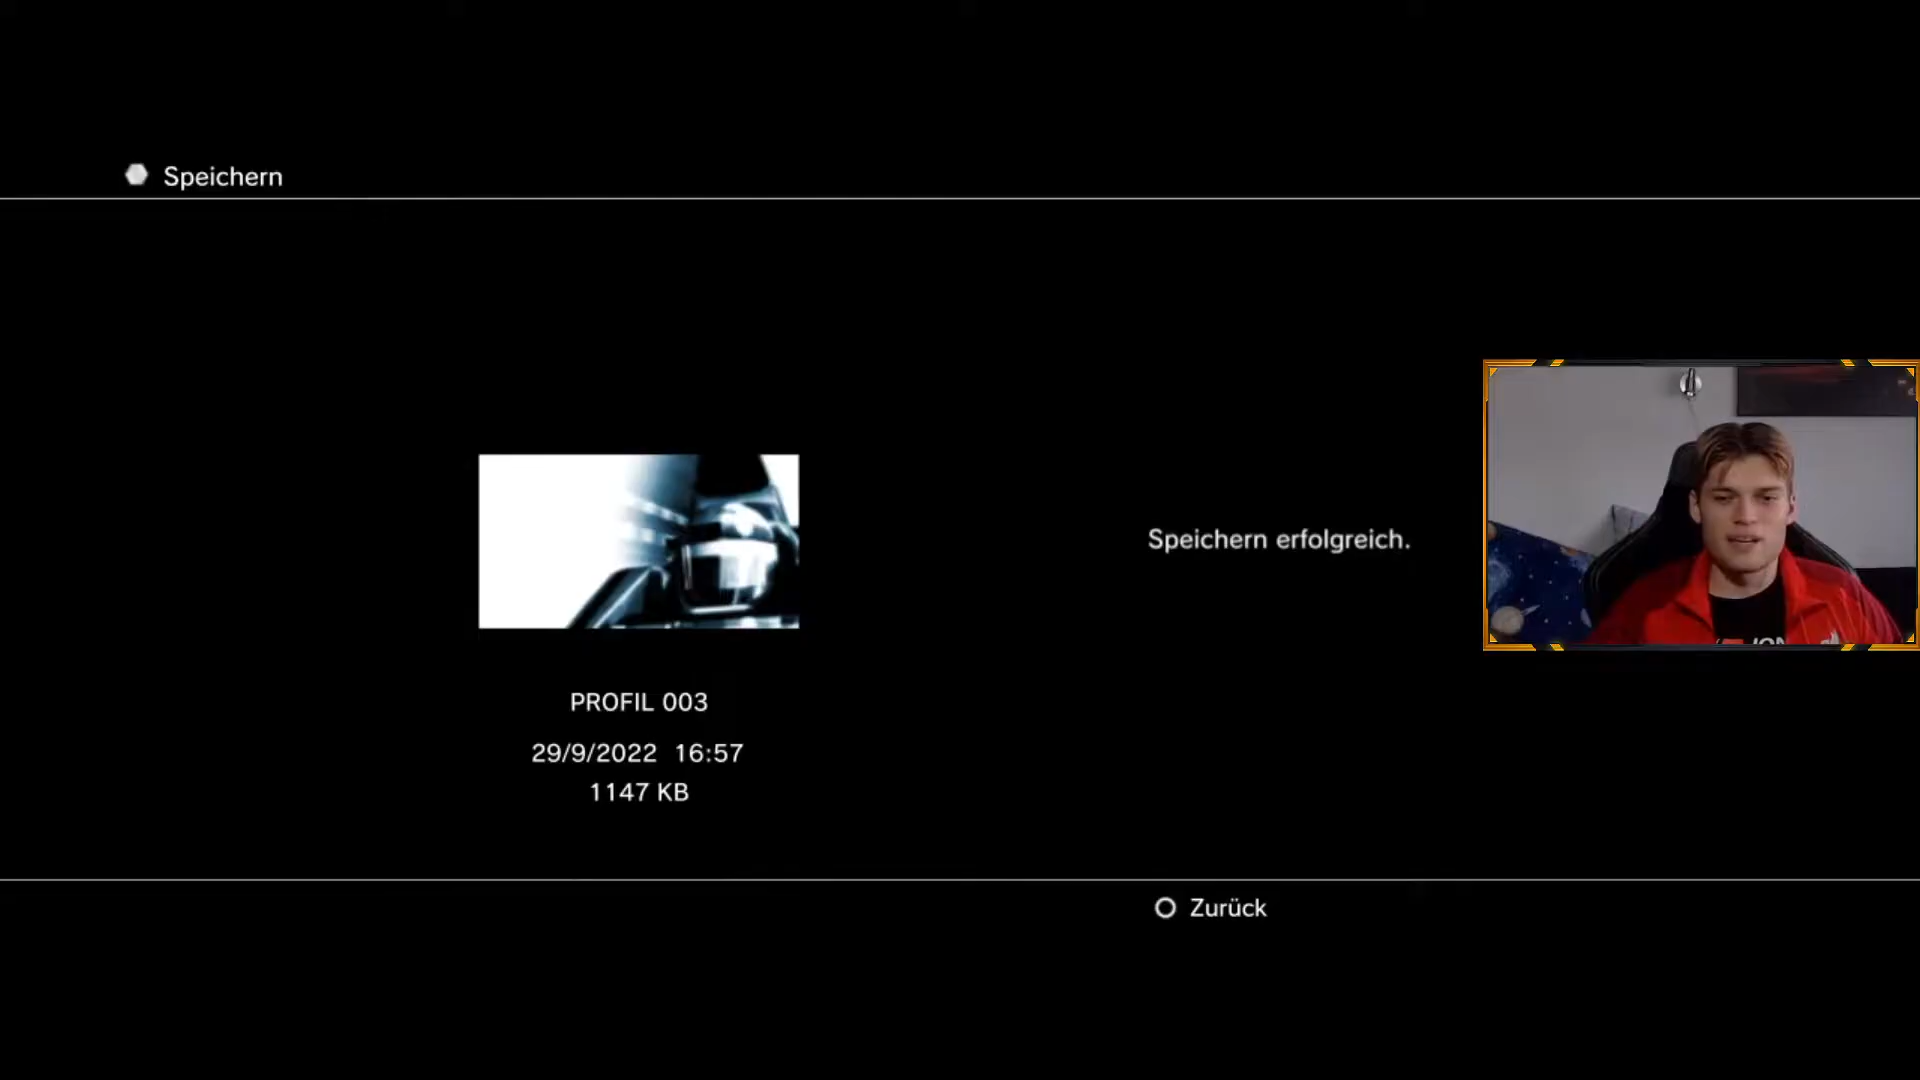 Speichern
Speichern erfolgreich.
PROFIL 003
29/9/2022 16:57
1147 KB
Zurück